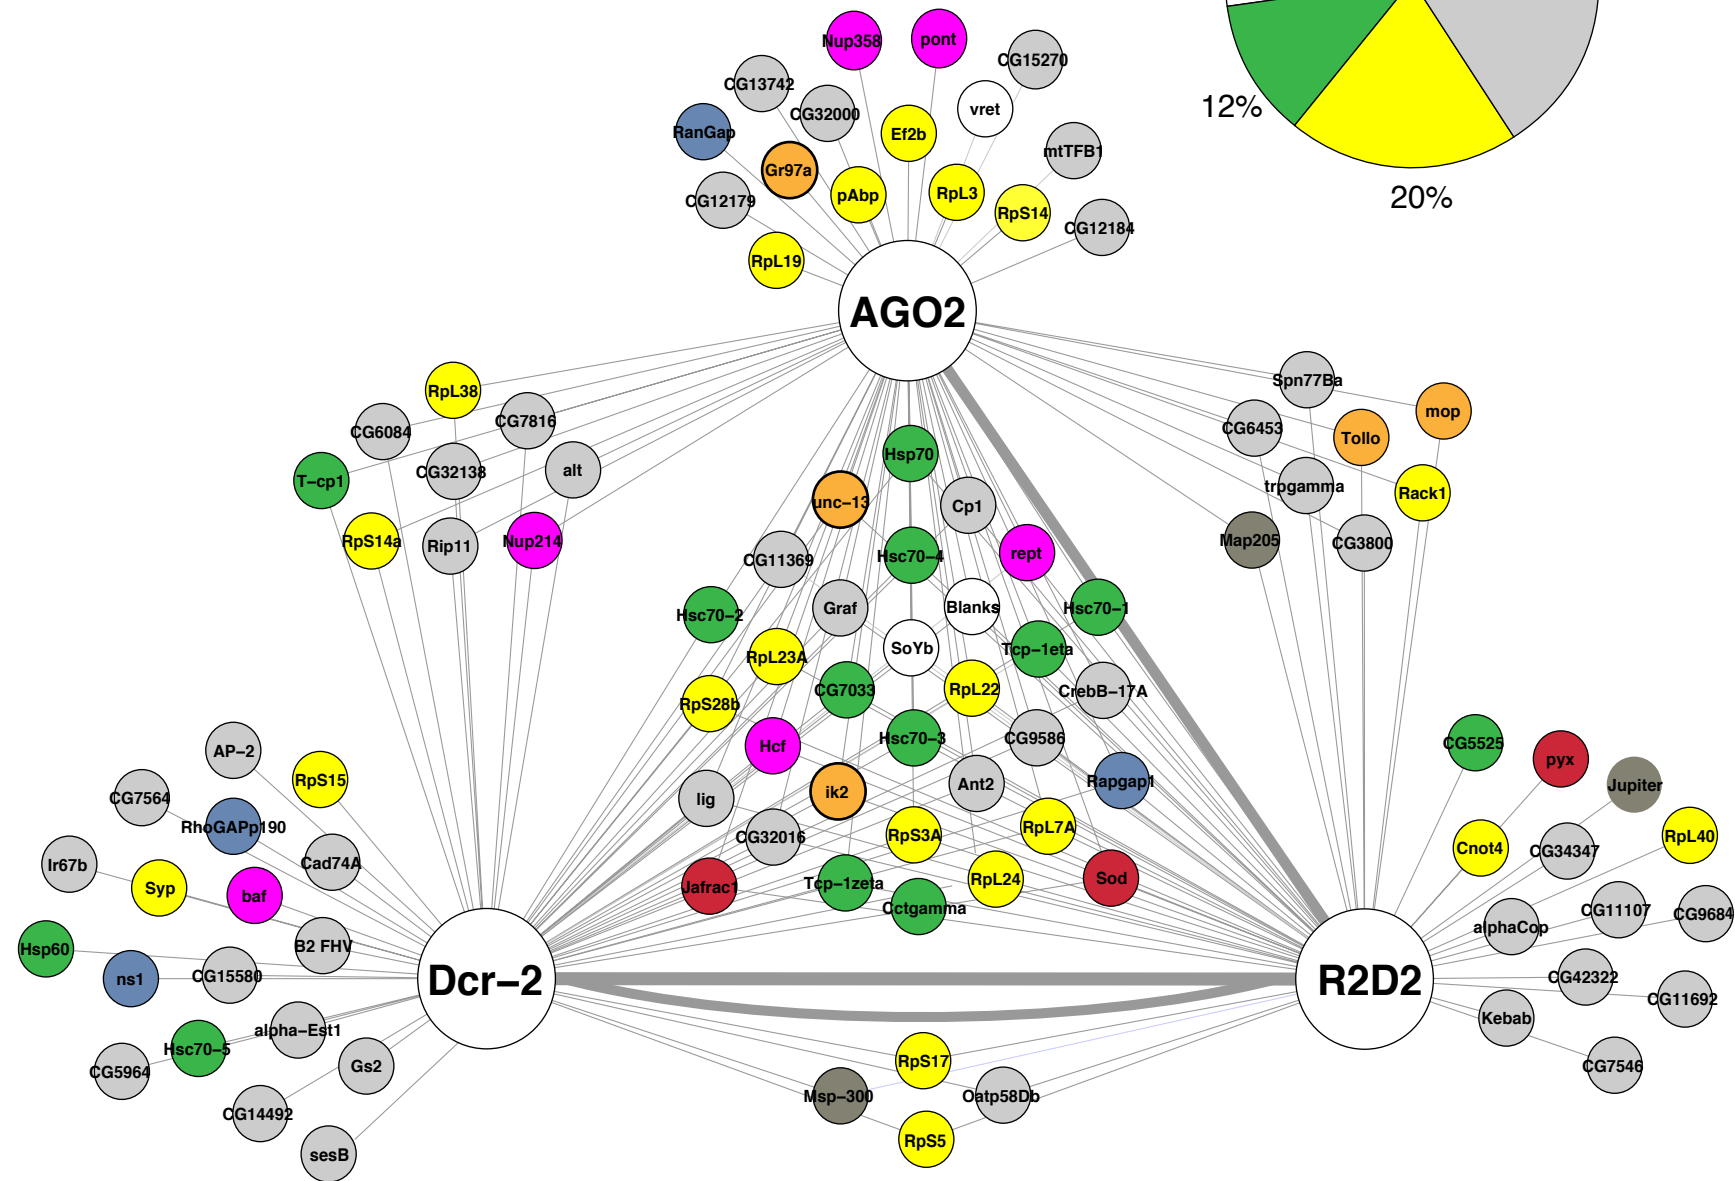 Nup358
pont
CG15270
CG13742
CG32000
vret
12%
RanGap
Ef2b
mtTFB1
Gr97a
pAbp
RpL3
20%
CG12179
RpS14
CG12184
RpL19
AGO2
Spn77Ba
RpL38
mop
CG6084
CG7816
CG6453
Tollo
CG32138
alt
Hsp70
T-cp1
trpgamma
Rack1
unc-13
Cp1
RpS14a
Rip11
Nup214
Map205
CG3800
CG11369
Hsc70-4
rept
Hsc70-2
Graf
Blanks
Hsc70-1
RpL23A
SoYb
Tcp-1eta
RpS28b
CG7033
RpL22
CrebB-17A
Hcf
Hsc70-3
CG9586
CG5525
AP-2
pyx
RpS15
Ant2
Rapgap1
Jupiter
CG7564
lig
ik2
RhoGAPp190
CG32016
RpS3A
RpL7A
RpL40
Cnot4
CG34347
Ir67b
Cad74A
Syp
baf
Jafrac1
Tcp-1zeta
RpL24
Sod
Cctgamma
CG11107
CG9684
alphaCop
Hsp60
B2 FHV
ns1
CG15580
Dcr-2
R2D2
CG42322
CG11692
Kebab
alpha-Est1
Hsc70-5
CG5964
Gs2
RpS17
CG7546
Msp-300
Oatp58Db
CG14492
RpS5
sesB